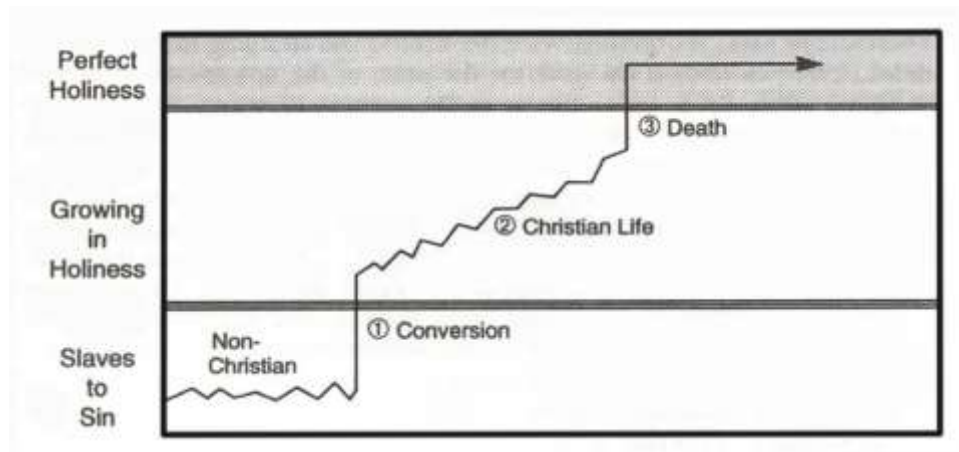 Perfect
Holiness
③ Death
Growing
in
Holiness
② Christian Life
① Conversion
Non-
Christian
Slaves
to
Sin